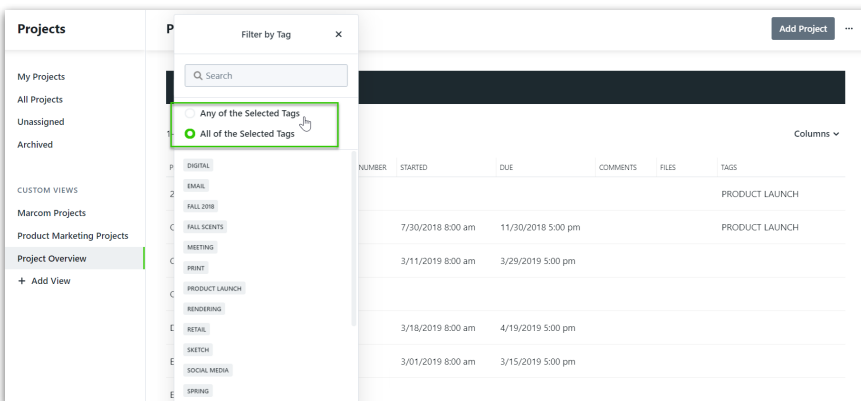 Projects
P
Filter by Tag
×
Add Project
...
My Projects
All Projects
Unassigned
Archived
Search
Any of the Selected Tags
All of the Selected Tags
1-
Columns
CUSTOM VIEWS
Marcom Projects
Product Marketing Projects
Project Overview
+ Add View
DIGITAL
EMAIL
FALL 2018
FALL SCENTS
MEETING
PRINT
PRODUCT LAUNCH
RENDERING
RETAIL
SKETCH
SOCIAL MEDIA
SPRING
P NUMBER STARTED DUE COMMENTS FILES TAGS
2 PRODUCT LAUNCH
C 7/30/2018 8:00 am 11/30/2018 5:00 pm PRODUCT LAUNCH
C 3/11/2019 8:00 am 3/29/2019 5:00 pm
C
D 3/18/2019 8:00 am 4/19/2019 5:00 pm
E 3/01/2019 8:00 am 3/15/2019 5:00 pm
E